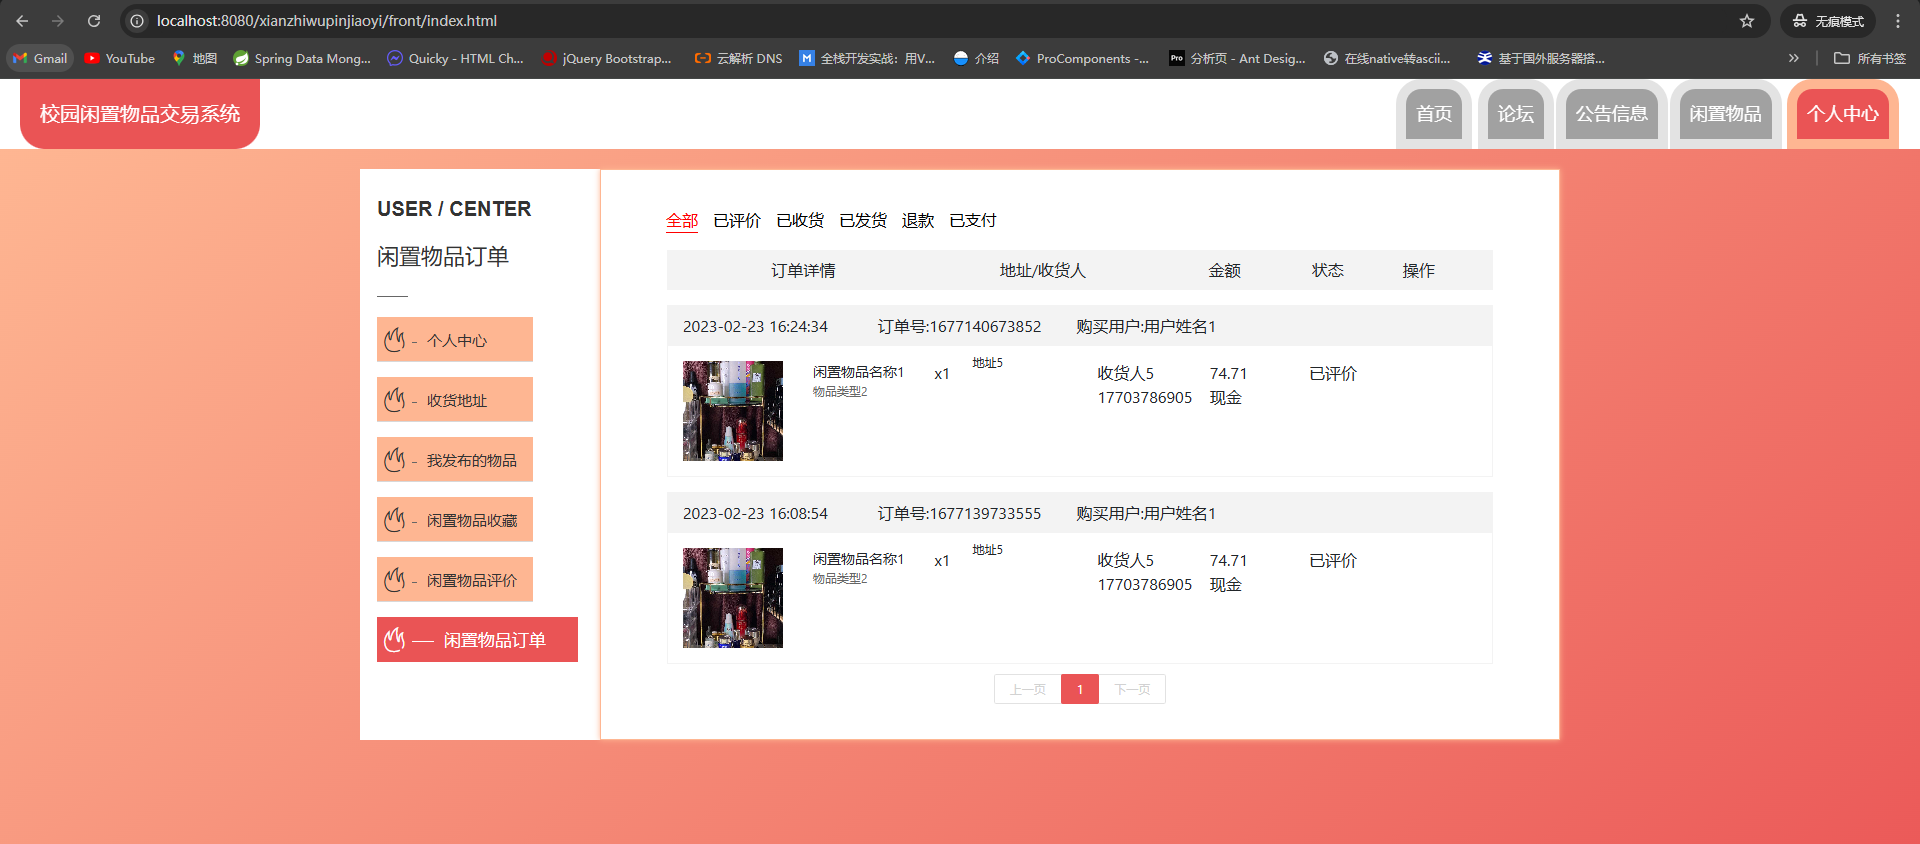 localhost:8080/xianzhiwupinjiaoyi/front/index.html
无痕模式
Gmail YouTube 地图 Spring Data Mong... Quicky - HTML Ch... jQuery Bootstrap... 云解析 DNS 全栈开发实战：用V... 介绍 ProComponents -... 分析页 - Ant Desig... 在线native转ascii... 基于国外服务器搭... 所有书签
校园闲置物品交易系统
首页 论坛 公告信息 闲置物品 个人中心
USER / CENTER
闲置物品订单
- 个人中心
- 收货地址
- 我发布的物品
- 闲置物品收藏
- 闲置物品评价
闲置物品订单
全部 已评价 已收货 已发货 退款 已支付
订单详情 地址/收货人 金额 状态 操作
2023-02-23 16:24:34 订单号:1677140673852 购买用户:用户姓名1
闲置物品名称1 x1 地址5 收货人5 74.71 已评价
物品类型2 17703786905 现金
2023-02-23 16:08:54 订单号:1677139733555 购买用户:用户姓名1
闲置物品名称1 x1 地址5 收货人5 74.71 已评价
物品类型2 17703786905 现金
上一页 1 下一页